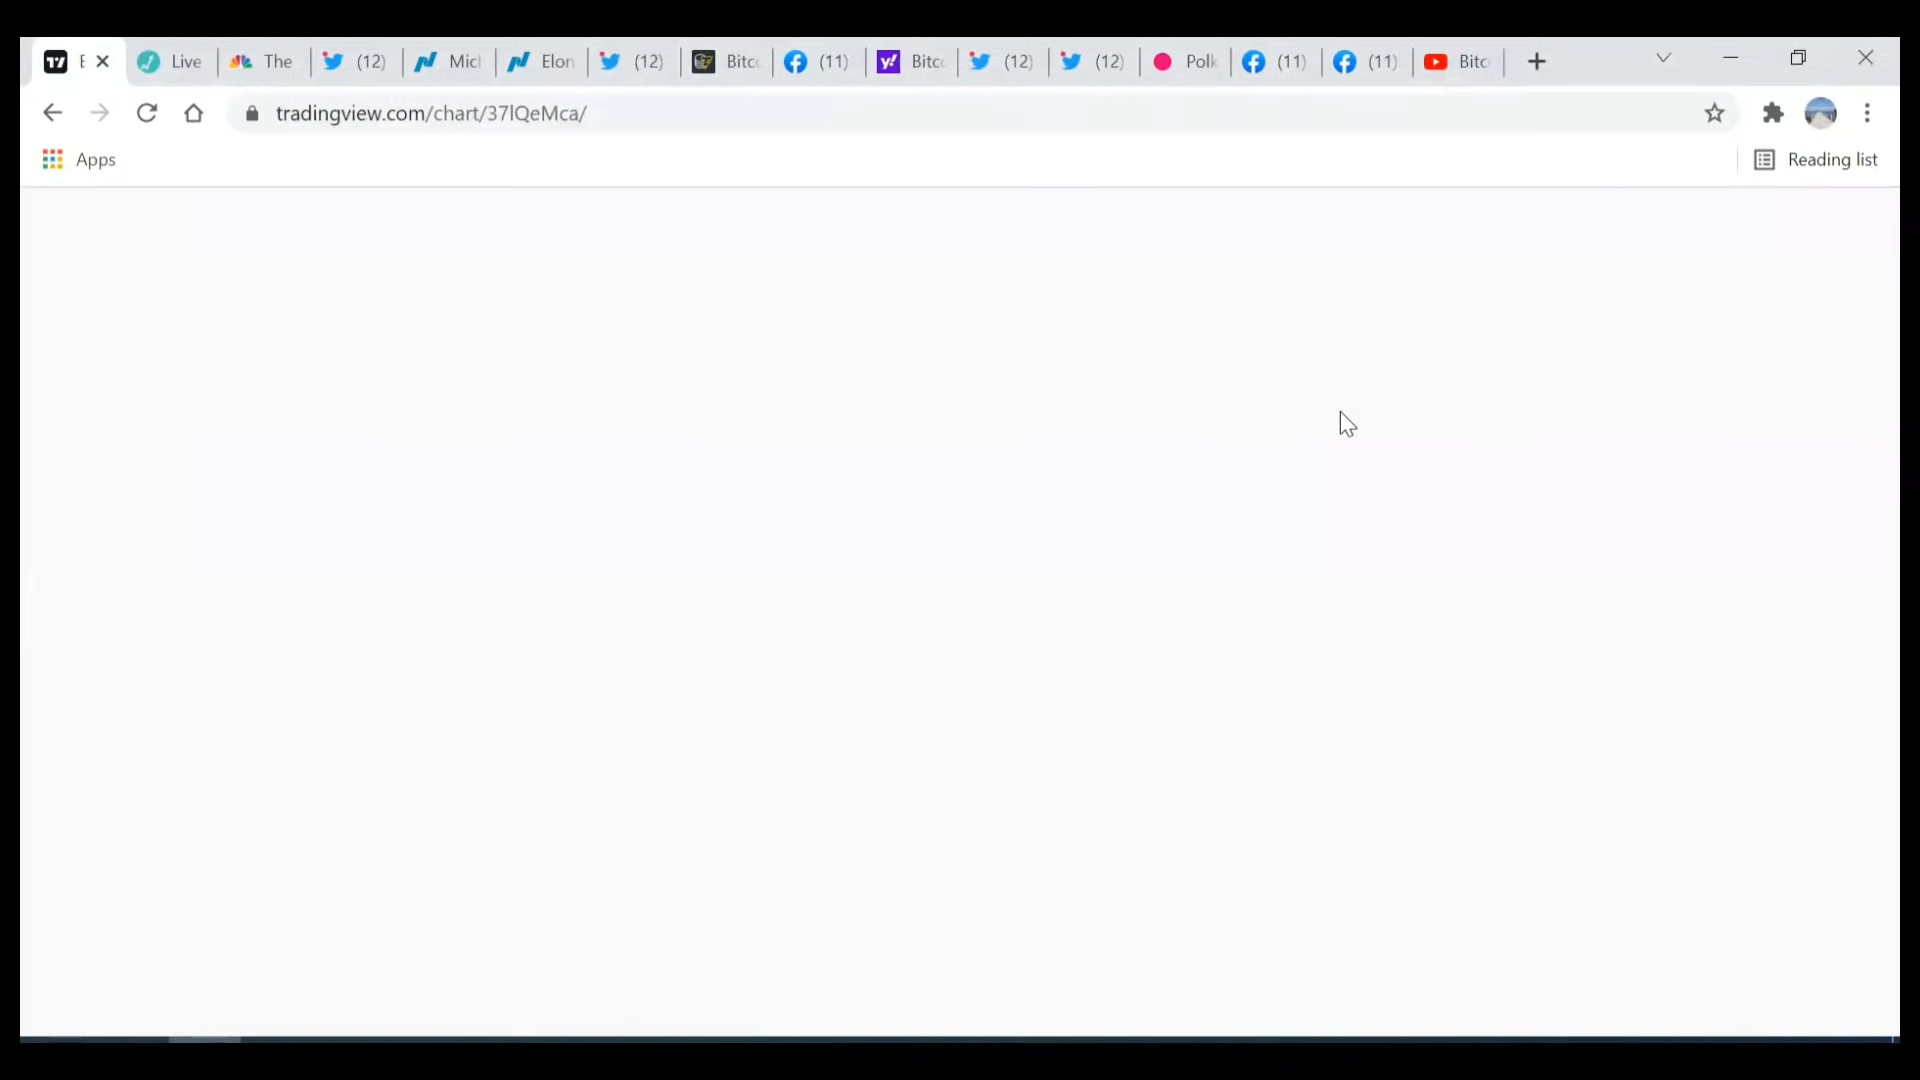 E Live The (12) Mic Elon (12) Bitc (11) Bitc (12) (12) Polk (11) (11) Bitc
tradingview.com/chart/37lQeMca/
Apps Reading list